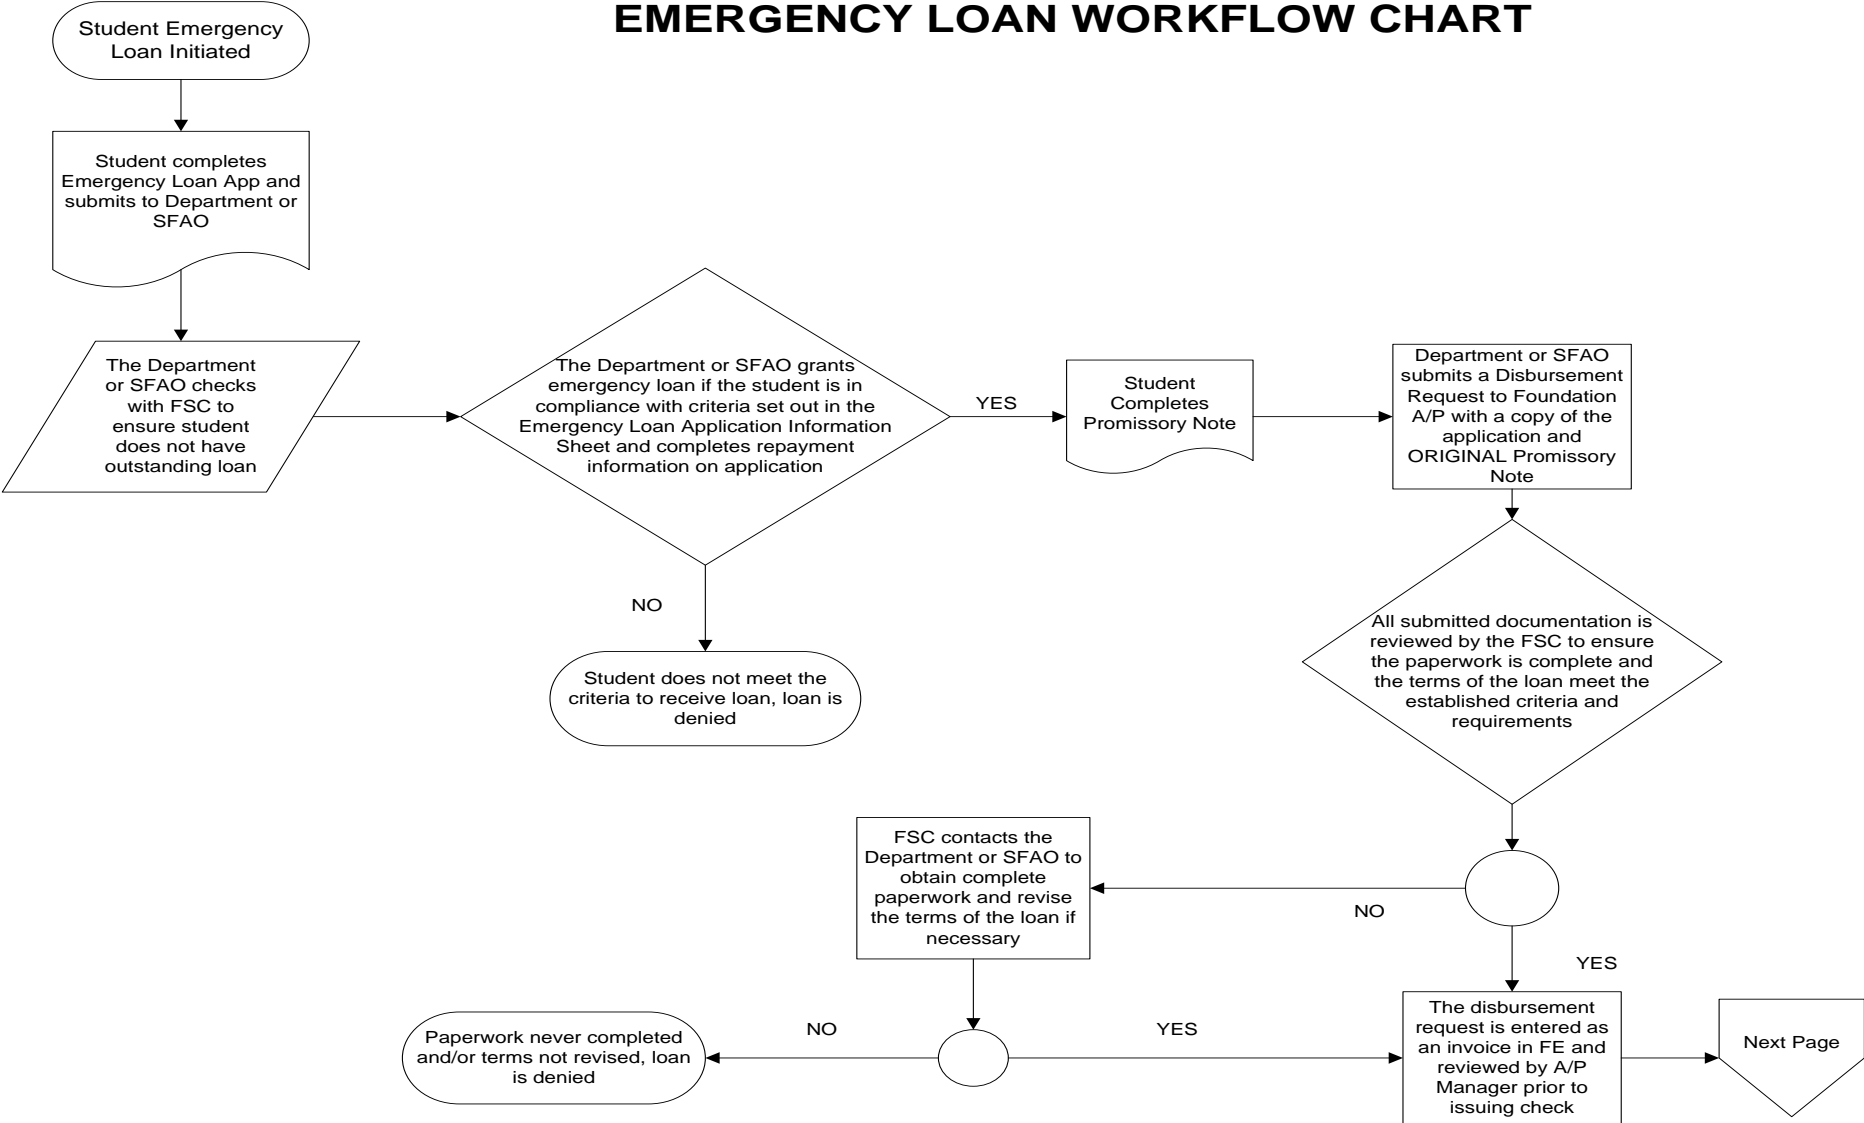 EMERGENCY LOAN WORKFLOW CHART
Student Emergency
Loan Initiated
Student completes
Emergency Loan App and
submits to Department or
SFAO
The Department
or SFAO checks
with FSC to
ensure student
does not have
outstanding loan
The Department or SFAO grants
emergency loan if the student is in
compliance with criteria set out in the
Emergency Loan Application Information
Sheet and completes repayment
information on application
YES
Student
Completes
Promissory Note
Department or SFAO
submits a Disbursement
Request to Foundation
A/P with a copy of the
application and
ORIGINAL Promissory
Note
NO
Student does not meet the
criteria to receive loan, loan is
denied
All submitted documentation is
reviewed by the FSC to ensure
the paperwork is complete and
the terms of the loan meet the
established criteria and
requirements
FSC contacts the
Department or SFAO to
obtain complete
paperwork and revise
the terms of the loan if
necessary
NO
YES
Paperwork never completed
and/or terms not revised, loan
is denied
NO
YES
The disbursement
request is entered as
an invoice in FE and
reviewed by A/P
Manager prior to
issuing check
Next Page